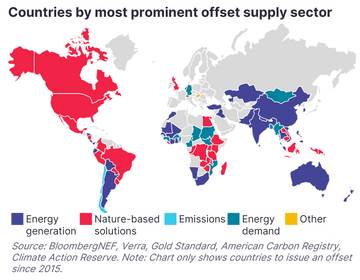 Countries by most prominent offset supply sector
Energy generation
Nature-based solutions
Emissions
Energy demand
Other
Source: BloombergNEF, Verra, Gold Standard, American Carbon Registry,
Climate Action Reserve. Note: Chart only shows countries to issue an offset
since 2015.